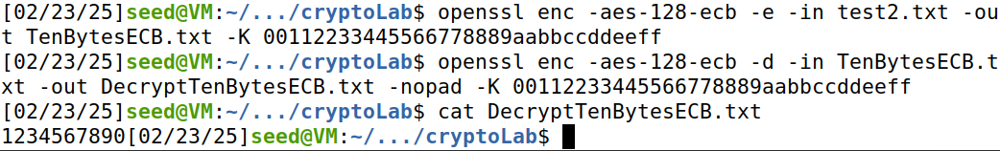 [02/23/25]seed@VM:~/.../cryptoLab$ openssl enc -aes-128-ecb -e -in test2.txt -ou
t TenBytesECB.txt -K 00112233445566778889aabbccddeeff
[02/23/25]seed@VM:~/.../cryptoLab$ openssl enc -aes-128-ecb -d -in TenBytesECB.t
xt -out DecryptTenBytesECB.txt -nopad -K 00112233445566778889aabbccddeeff
[02/23/25]seed@VM:~/.../cryptoLab$ cat DecryptTenBytesECB.txt
1234567890[02/23/25]seed@VM:~/.../cryptoLab$